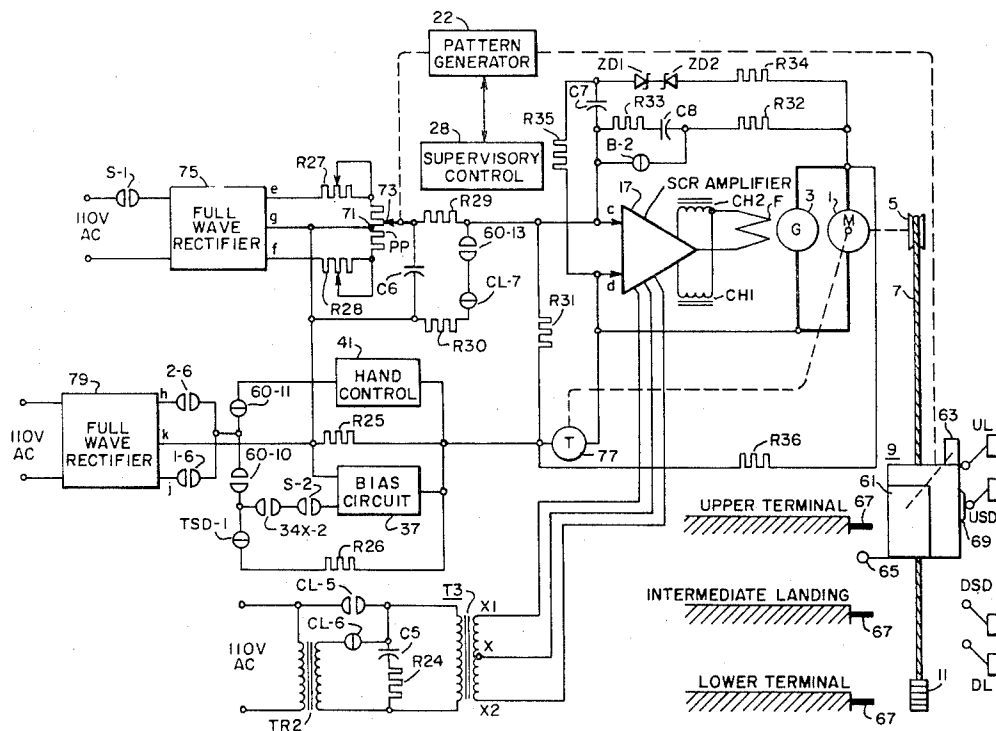 22
PATTERN GENERATOR
28
SUPERVISORY CONTROL
ZD1
ZD2
R34
C7
R33
C8
R32
R35
B-2
17
SCR AMPLIFIER
CH2
F
3
G
1
M
5
7
c
d
CH1
S-1
110V AC
75
FULL WAVE RECTIFIER
e
g
f
R27
73
71
PP
R28
C6
R29
60-13
CL-7
R30
R31
79
FULL WAVE RECTIFIER
110V AC
h
k
j
2-6
1-6
60-11
41
HAND CONTROL
R25
60-10
S-2
BIAS CIRCUIT
37
34X-2
TSD-1
R26
T
77
R36
63
9
61
UL
USD
69
65
UPPER TERMINAL
67
INTERMEDIATE LANDING
67
LOWER TERMINAL
67
DSD
DL
11
CL-5
CL-6
C5
R24
110V AC
TR2
T3
X1
X
X2